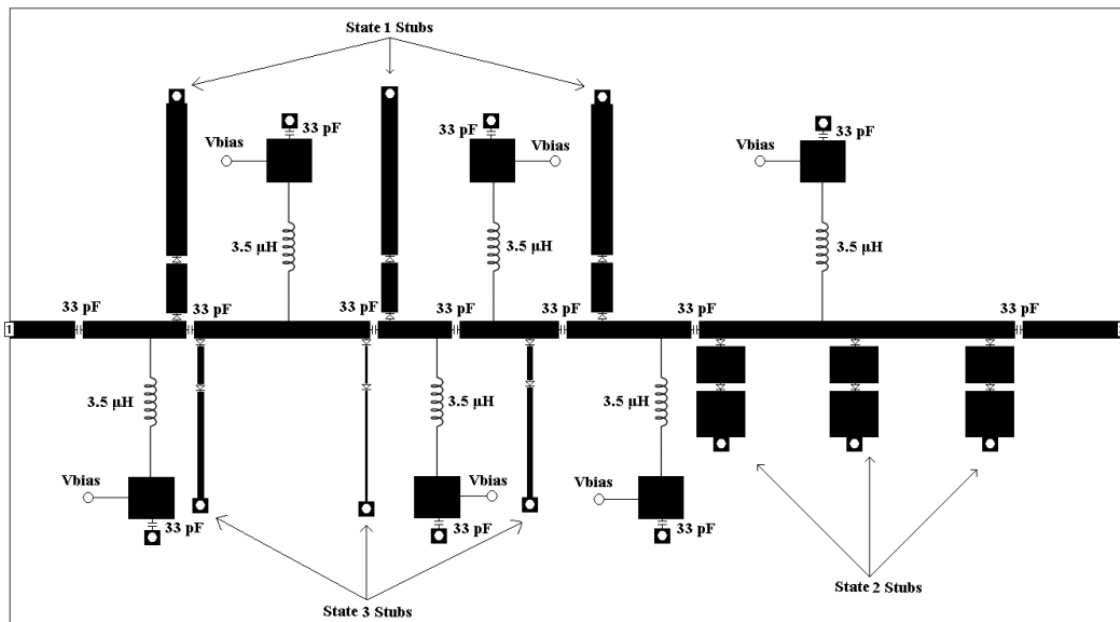 State 1 Stubs
33 pF
33 pF
33 pF
Vbias
Vbias
Vbias
3.5 μH
3.5 μH
3.5 μH
33 pF
33 pF
33 pF
33 pF
33 pF
33 pF
1
3.5 μH
3.5 μH
3.5 μH
Vbias
Vbias
Vbias
33 pF
33 pF
33 pF
State 3 Stubs
State 2 Stubs